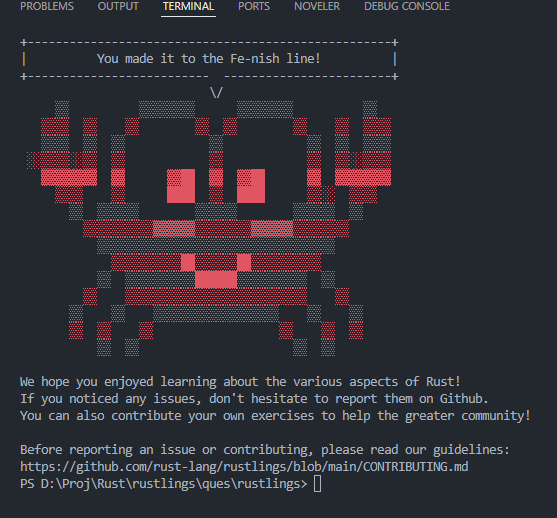 PROBLEMS OUTPUT TERMINAL PORTS NOVELER DEBUG CONSOLE
You made it to the Fe-nish line!
We hope you enjoyed learning about the various aspects of Rust!
If you noticed any issues, don't hesitate to report them on Github.
You can also contribute your own exercises to help the greater community!
Before reporting an issue or contributing, please read our guidelines:
https://github.com/rust-lang/rustlings/blob/main/CONTRIBUTING.md
PS D:\Proj\Rust\rustlings\ques\rustlings>